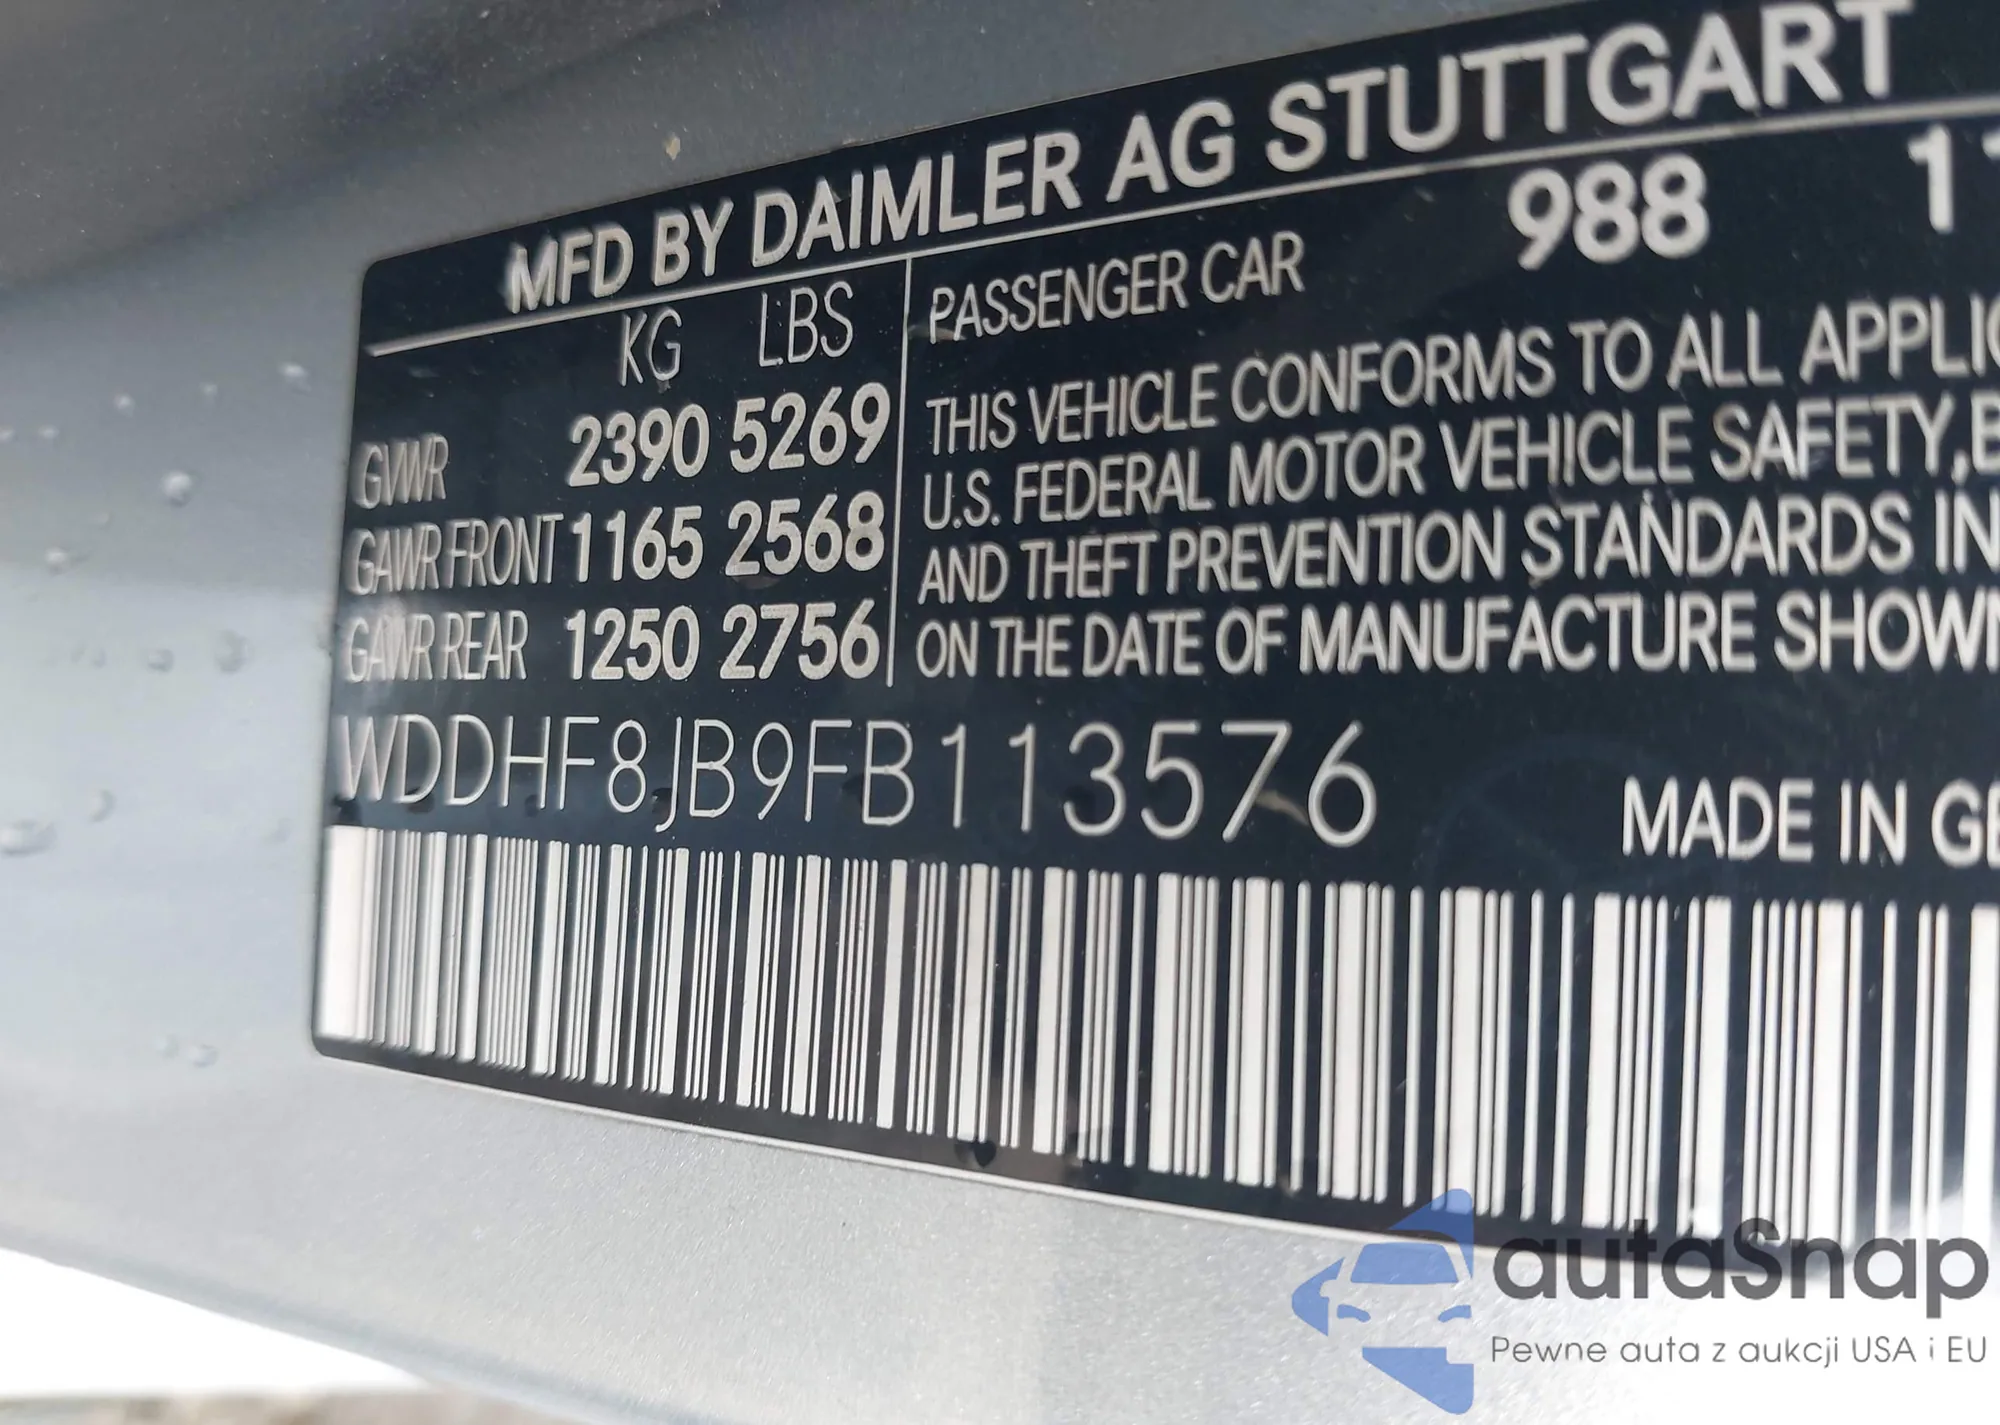 MFD BY DAIMLER AG STUTTGART
KG LBS
PASSENGER CAR 988 11
GVWR 2390 5269
GAWR FRONT 1165 2568
GAWR REAR 1250 2756
THIS VEHICLE CONFORMS TO ALL APPLIC
U.S. FEDERAL MOTOR VEHICLE SAFETY,B
AND THEFT PREVENTION STANDARDS IN
ON THE DATE OF MANUFACTURE SHOWN
WDDHF8JB9FB113576
MADE IN GE
autaSnap
Pewne auta z aukcji USA i EU